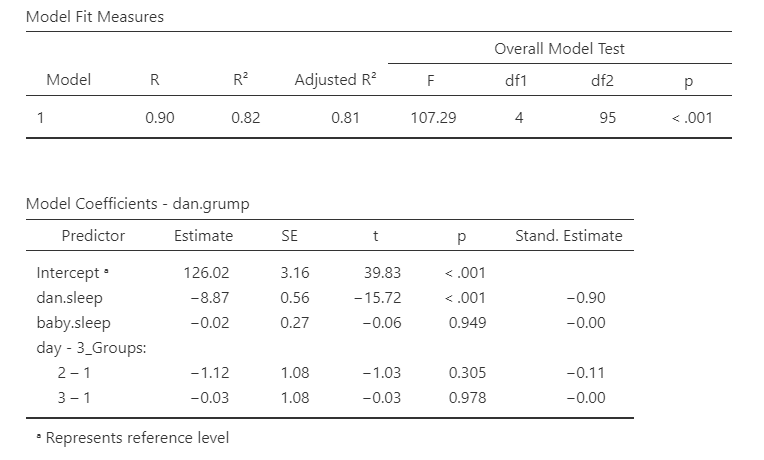 Model Fit Measures
Overall Model Test
Model R R² Adjusted R² F df1 df2 p
1 0.90 0.82 0.81 107.29 4 95 < .001
Model Coefficients - dan.grump
Predictor Estimate SE t p Stand. Estimate
Intercept ᵃ 126.02 3.16 39.83 < .001
dan.sleep −8.87 0.56 −15.72 < .001 −0.90
baby.sleep −0.02 0.27 −0.06 0.949 −0.00
day - 3_Groups:
2 – 1 −1.12 1.08 −1.03 0.305 −0.11
3 – 1 −0.03 1.08 −0.03 0.978 −0.00
ᵃ Represents reference level